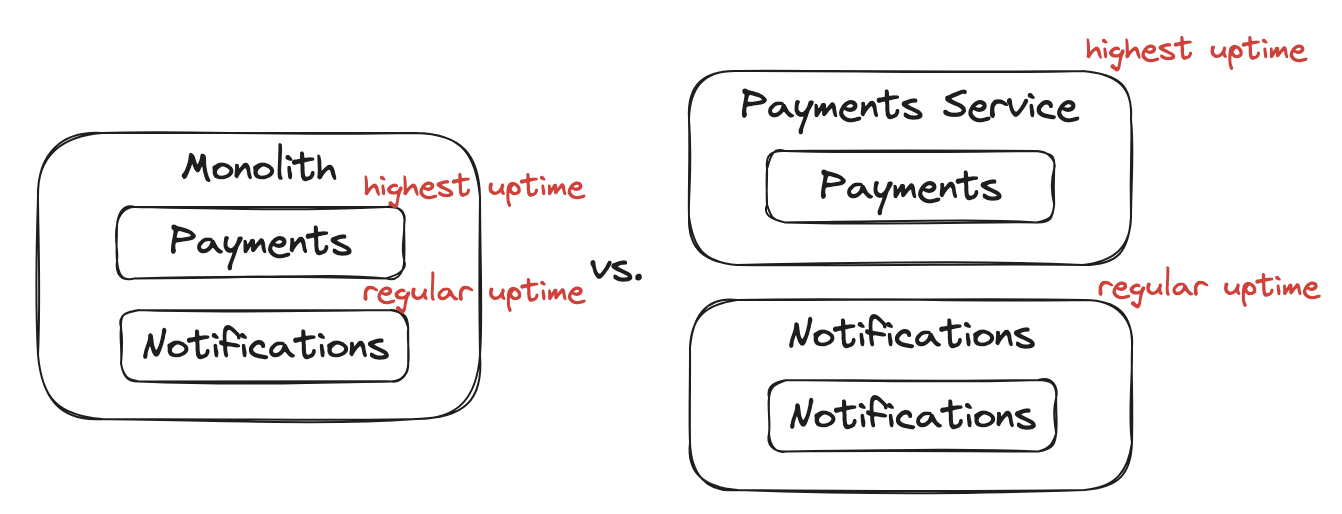 Monolith
highest uptime
Payments
regular uptime
Notifications
vs.
highest uptime
Payments Service
Payments
regular uptime
Notifications
Notifications